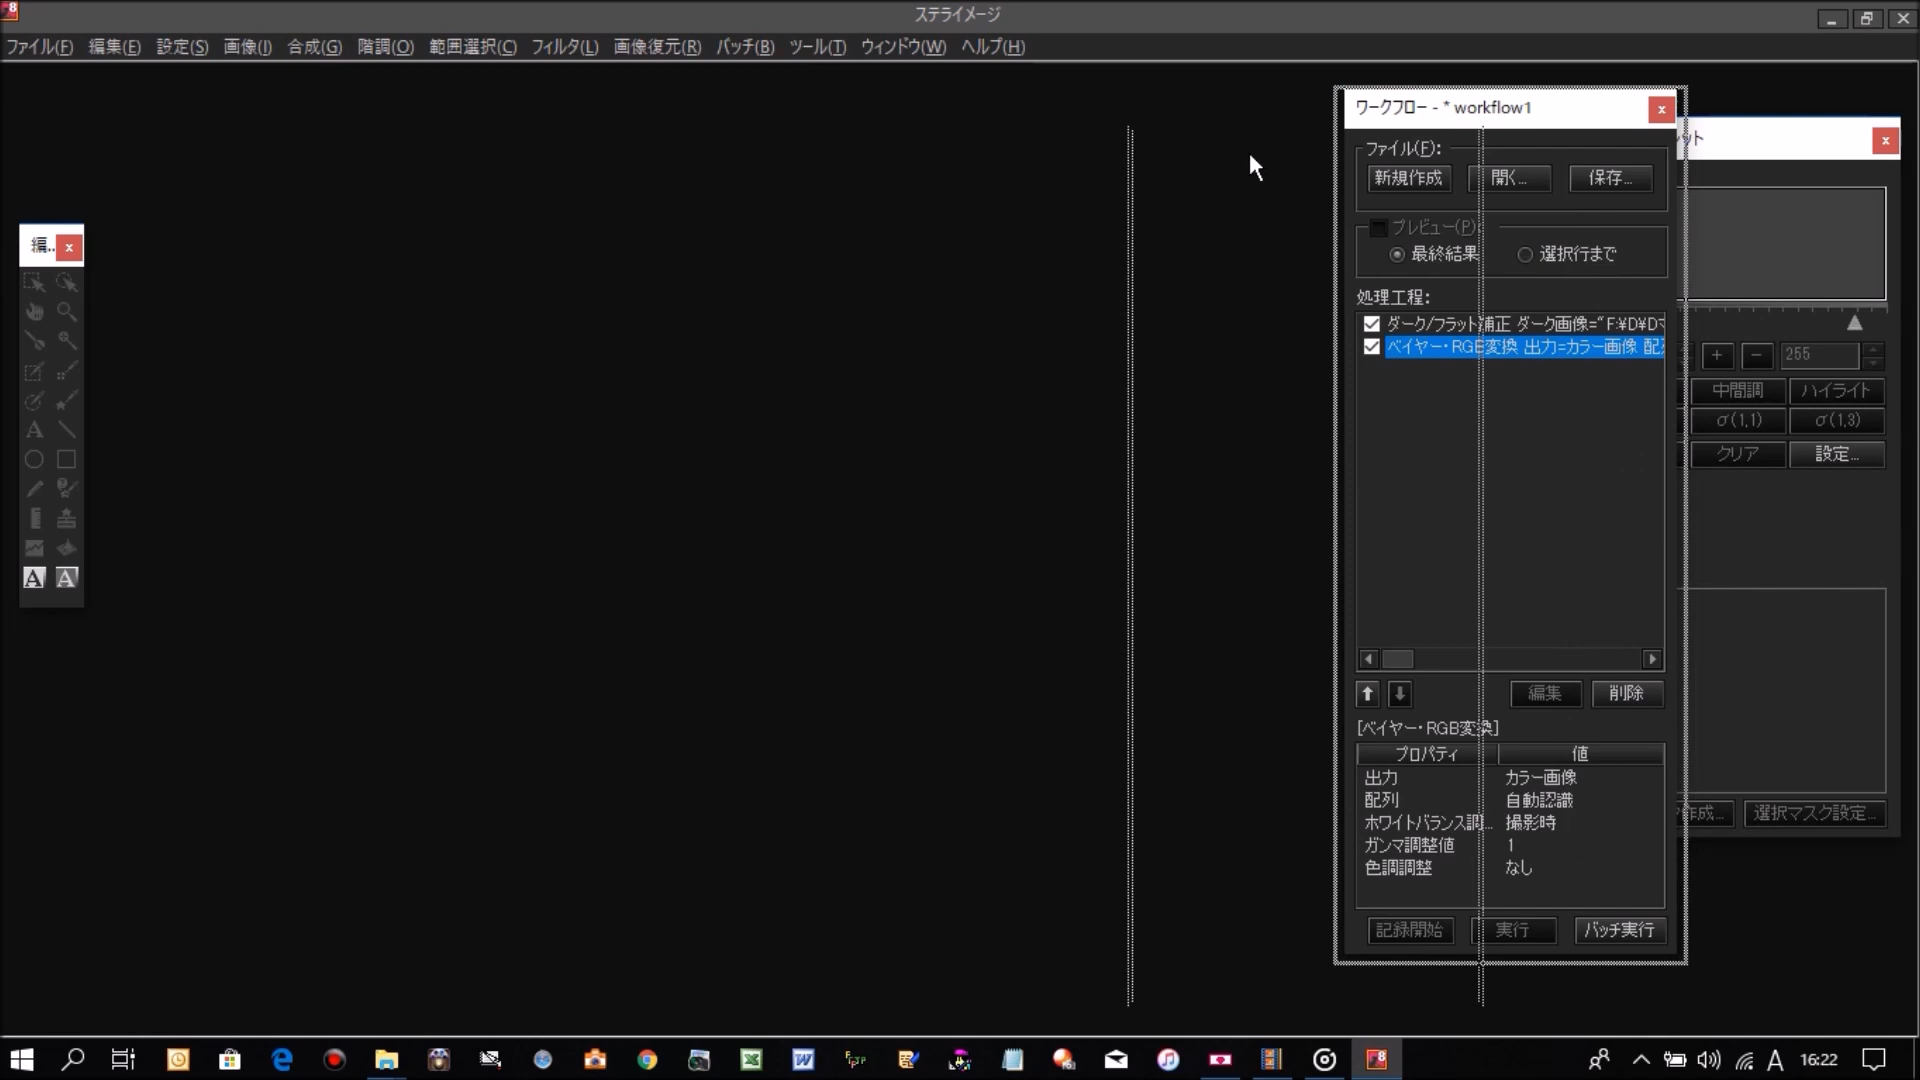 ステライメージ
ファイル(F) 編集(E) 設定(S) 画像(I) 合成(G) 階調(O) 範囲選択(C) フィルタ(L) 画像復元(R) バッチ(B) ツール(T) ウィンドウ(W) ヘルプ(H)
編..
ワークフロー - * workflow1
ファイル(F):
新規作成 開く... 保存...
プレビュー(P):
最終結果 選択行まで
処理工程:
ダーク/フラット補正 ダーク画像="F:¥D¥D
ベイヤー・RGB変換 出力=カラー画像 配
編集 削除
[ベイヤー・RGB変換]
プロパティ 値
出力 カラー画像
配列 自動認識
ホワイトバランス調... 撮影時
ガンマ調整値 1
色調調整 なし
記録開始 実行 バッチ実行
ット
+ - 255
中間調 ハイライト
σ(1,1) σ(1,3)
クリア 設定...
作成... 選択マスク設定...
A 16:22